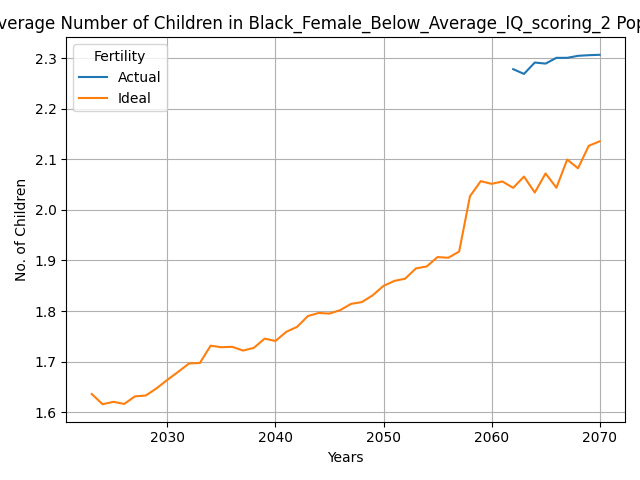 verage Number of Children in Black_Female_Below_Average_IQ_scoring_2 Pop
Fertility
Actual
Ideal
No. of Children
2.3
2.2
2.1
2.0
1.9
1.8
1.7
1.6
2030 2040 2050 2060 2070
Years